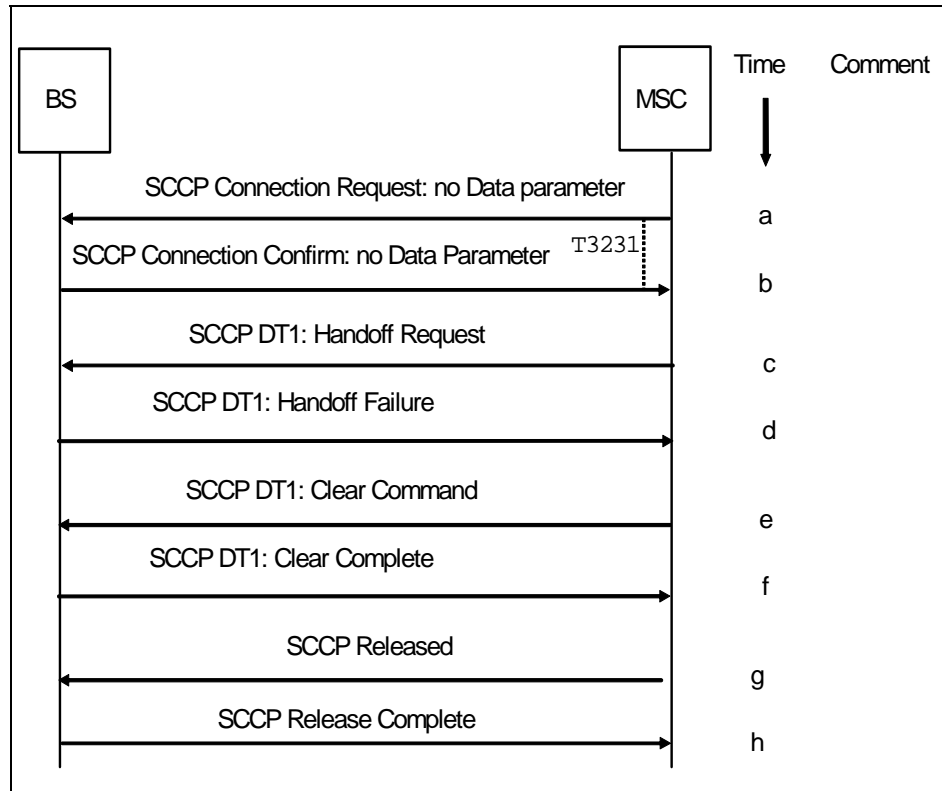 Time Comment
BS MSC
SCCP Connection Request: no Data parameter
a
SCCP Connection Confirm: no Data Parameter T3231
b
SCCP DT1: Handoff Request
c
SCCP DT1: Handoff Failure
d
SCCP DT1: Clear Command
e
SCCP DT1: Clear Complete
f
SCCP Released
g
SCCP Release Complete
h